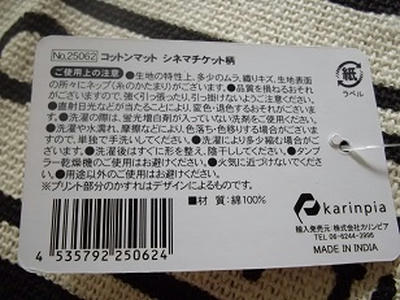 No.25062 コットンマット シネマチケット柄
ご使用上の注意 ●生地の特性上、多少のムラ、織りキズ、生地表面
の所々にネップ(糸のかたまり)がございます。●品質を損ねるおそれ
がございますので、強く引っ張ったり引っ掛けないようご注意ください。
●直射日光などが当たることにより、変色・退色するおそれがございま
す。●洗濯の際は、蛍光増白剤が入っていない洗剤をご使用ください。
●洗濯や水濡れ、摩擦などにより、色落ち・色移りする場合がございま
すので、単独で手洗いしてください。●洗濯により多少縮む場合がござ
います。●洗濯後はすぐに形を整え、陰干ししてください。●タンブ
ラー乾燥機のご使用はお避けください。●火気に近づけないでくださ
い。●用途以外のご使用はお避けください。
※プリント部分のかすれはデザインによるものです。
紙
ラベル
4 535792 250624
●材 質:綿100%
karinpia
輸入発売元:株式会社カリンピア
TEL 06-6244-3996
MADE IN INDIA